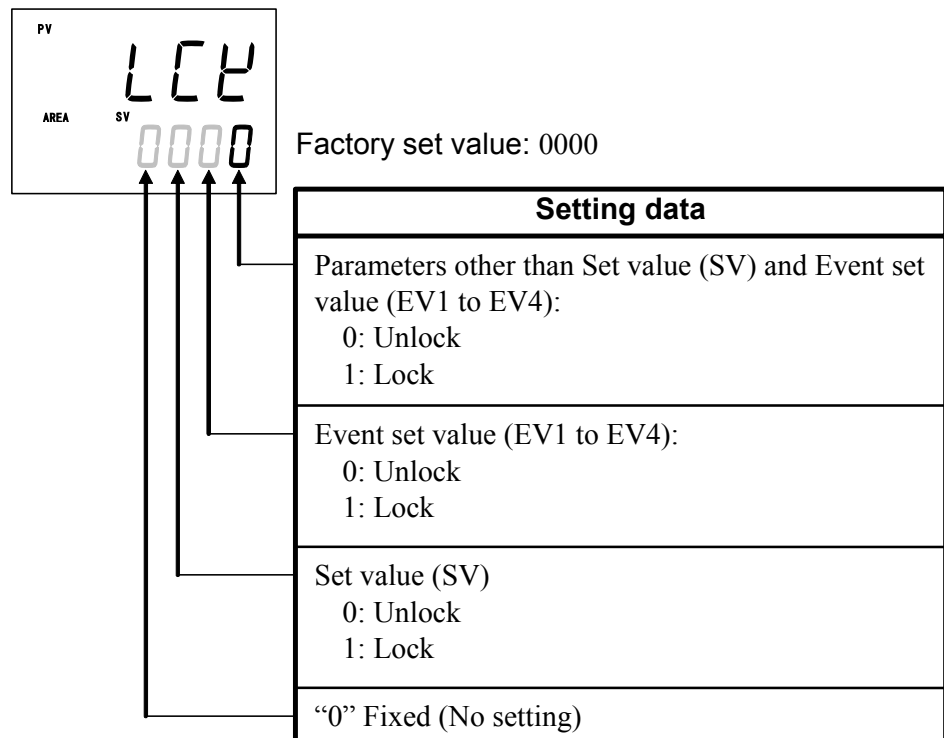 PV
LCK
AREA SV
0000
Factory set value: 0000
Setting data
Parameters other than Set value (SV) and Event set
value (EV1 to EV4):
0: Unlock
1: Lock
Event set value (EV1 to EV4):
0: Unlock
1: Lock
Set value (SV)
0: Unlock
1: Lock
“0” Fixed (No setting)